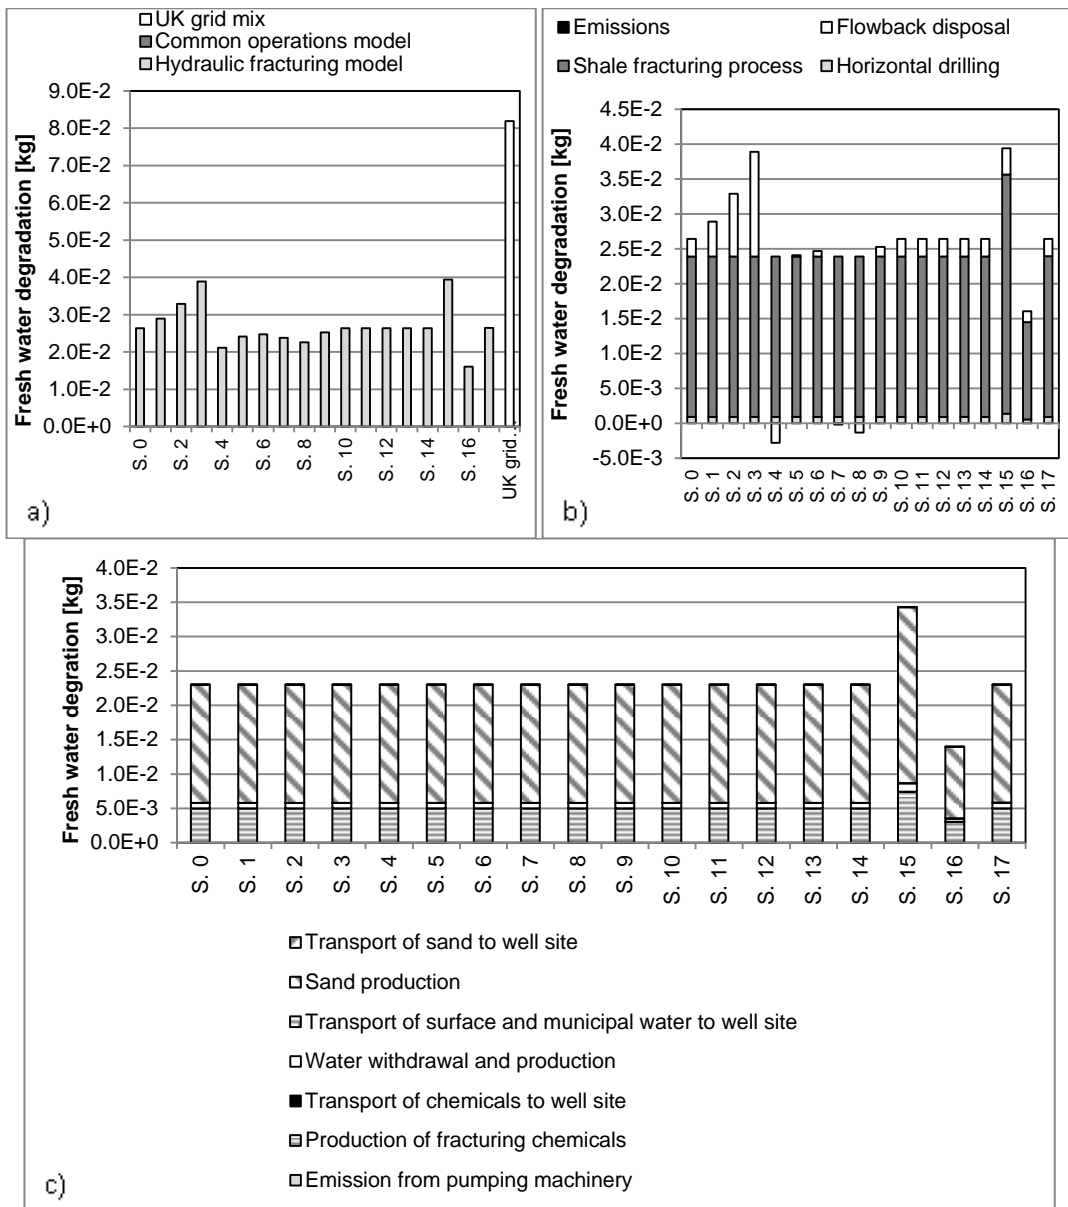 UK grid mix
Common operations model
Hydraulic fracturing model
Fresh water degradation [kg]
9.0E-2
8.0E-2
7.0E-2
6.0E-2
5.0E-2
4.0E-2
3.0E-2
2.0E-2
1.0E-2
0.0E+0
S. 0
S. 2
S. 4
S. 6
S. 8
S. 10
S. 12
S. 14
S. 16
UK grid…
a)
Emissions
Flowback disposal
Shale fracturing process
Horizontal drilling
Fresh water degradation [kg]
4.5E-2
4.0E-2
3.5E-2
3.0E-2
2.5E-2
2.0E-2
1.5E-2
1.0E-2
5.0E-3
0.0E+0
-5.0E-3
S. 0
S. 1
S. 2
S. 3
S. 4
S. 5
S. 6
S. 7
S. 8
S. 9
S. 10
S. 11
S. 12
S. 13
S. 14
S. 15
S. 16
S. 17
b)
Fresh water degration [kg]
4.0E-2
3.5E-2
3.0E-2
2.5E-2
2.0E-2
1.5E-2
1.0E-2
5.0E-3
0.0E+0
S. 0
S. 1
S. 2
S. 3
S. 4
S. 5
S. 6
S. 7
S. 8
S. 9
S. 10
S. 11
S. 12
S. 13
S. 14
S. 15
S. 16
S. 17
Transport of sand to well site
Sand production
Transport of surface and municipal water to well site
Water withdrawal and production
Transport of chemicals to well site
Production of fracturing chemicals
Emission from pumping machinery
c)